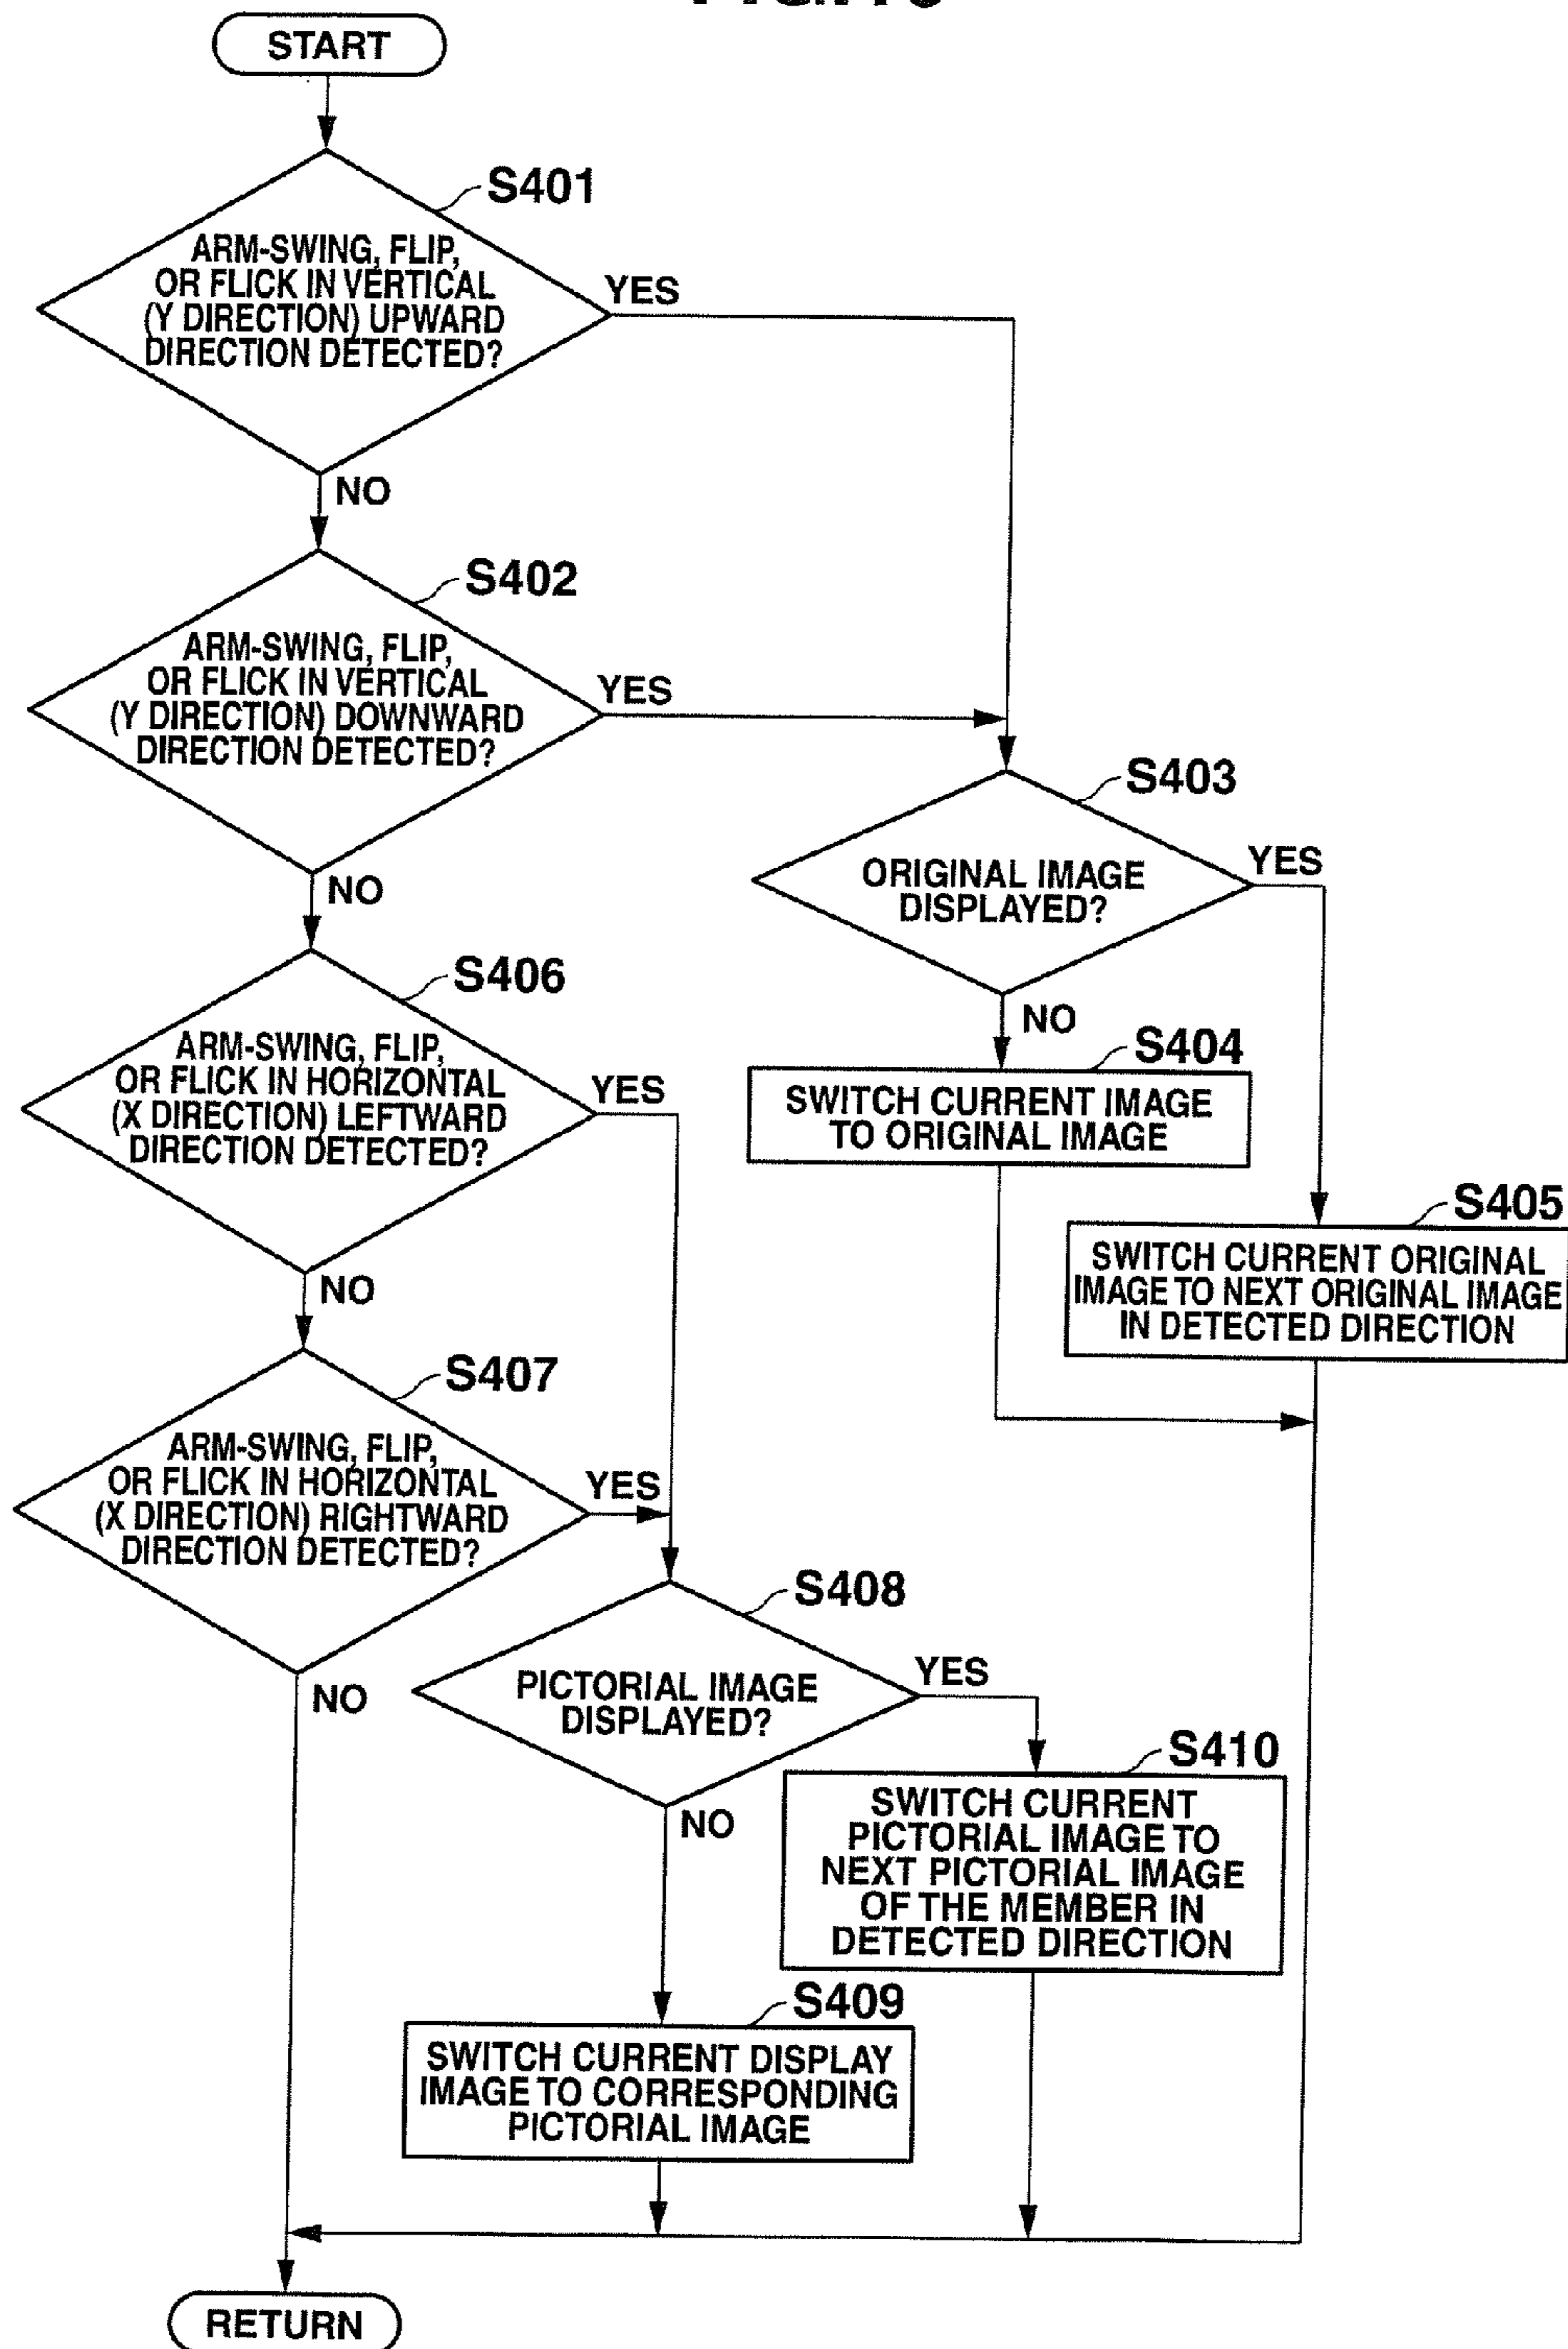 START
S401
ARM-SWING, FLIP,
OR FLICK IN VERTICAL
(Y DIRECTION) UPWARD
DIRECTION DETECTED?
YES
NO
S402
ARM-SWING, FLIP,
OR FLICK IN VERTICAL
(Y DIRECTION) DOWNWARD
DIRECTION DETECTED?
YES
NO
S403
ORIGINAL IMAGE
DISPLAYED?
YES
NO
S404
SWITCH CURRENT IMAGE
TO ORIGINAL IMAGE
S405
SWITCH CURRENT ORIGINAL
IMAGE TO NEXT ORIGINAL IMAGE
IN DETECTED DIRECTION
S406
ARM-SWING, FLIP,
OR FLICK IN HORIZONTAL
(X DIRECTION) LEFTWARD
DIRECTION DETECTED?
YES
NO
S407
ARM-SWING, FLIP,
OR FLICK IN HORIZONTAL
(X DIRECTION) RIGHTWARD
DIRECTION DETECTED?
YES
NO
S408
PICTORIAL IMAGE
DISPLAYED?
YES
NO
S410
SWITCH CURRENT
PICTORIAL IMAGE TO
NEXT PICTORIAL IMAGE
OF THE MEMBER IN
DETECTED DIRECTION
S409
SWITCH CURRENT DISPLAY
IMAGE TO CORRESPONDING
PICTORIAL IMAGE
RETURN